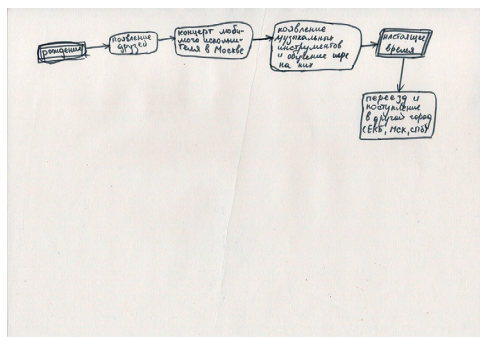 рождение
появление
друзей
концерт люби-
мого исполни-
теля в Москве
появление
музыкальных
инструментов
и обучение игре
на них
настоящее
время
переезд и
поступление
в другой город
(ЕКБ, МСК, СПБ)